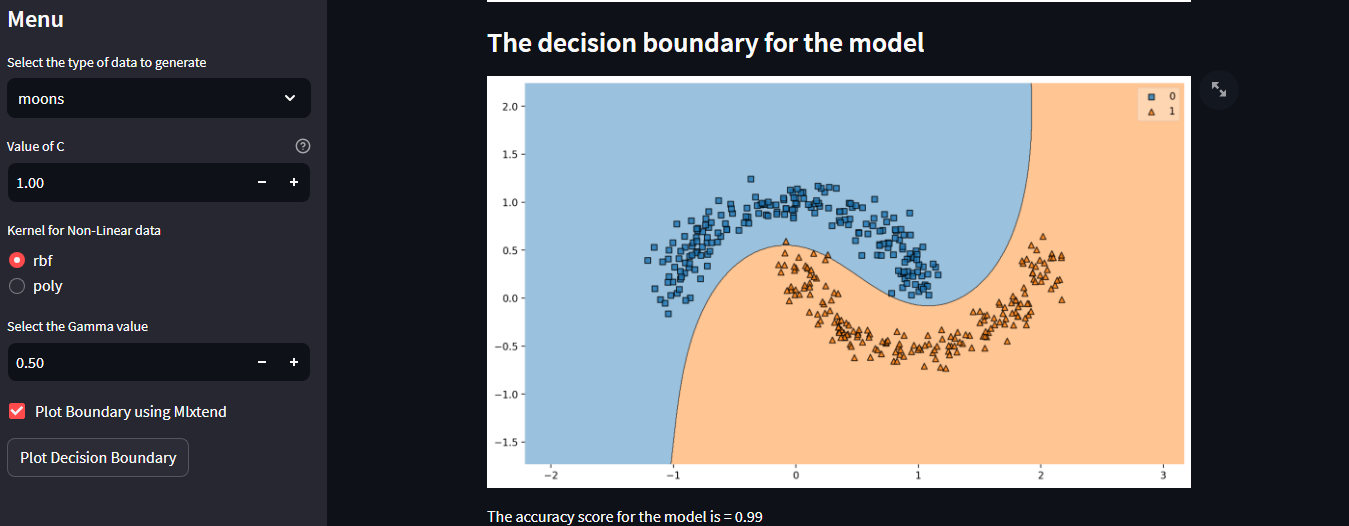 Menu
Select the type of data to generate
moons
Value of C
1.00
Kernel for Non-Linear data
rbf
poly
Select the Gamma value
0.50
Plot Boundary using Mlxtend
Plot Decision Boundary
The decision boundary for the model
0
1
2.0
1.5
1.0
0.5
0.0
−0.5
−1.0
−1.5
−2 −1 0 1 2 3
The accuracy score for the model is = 0.99